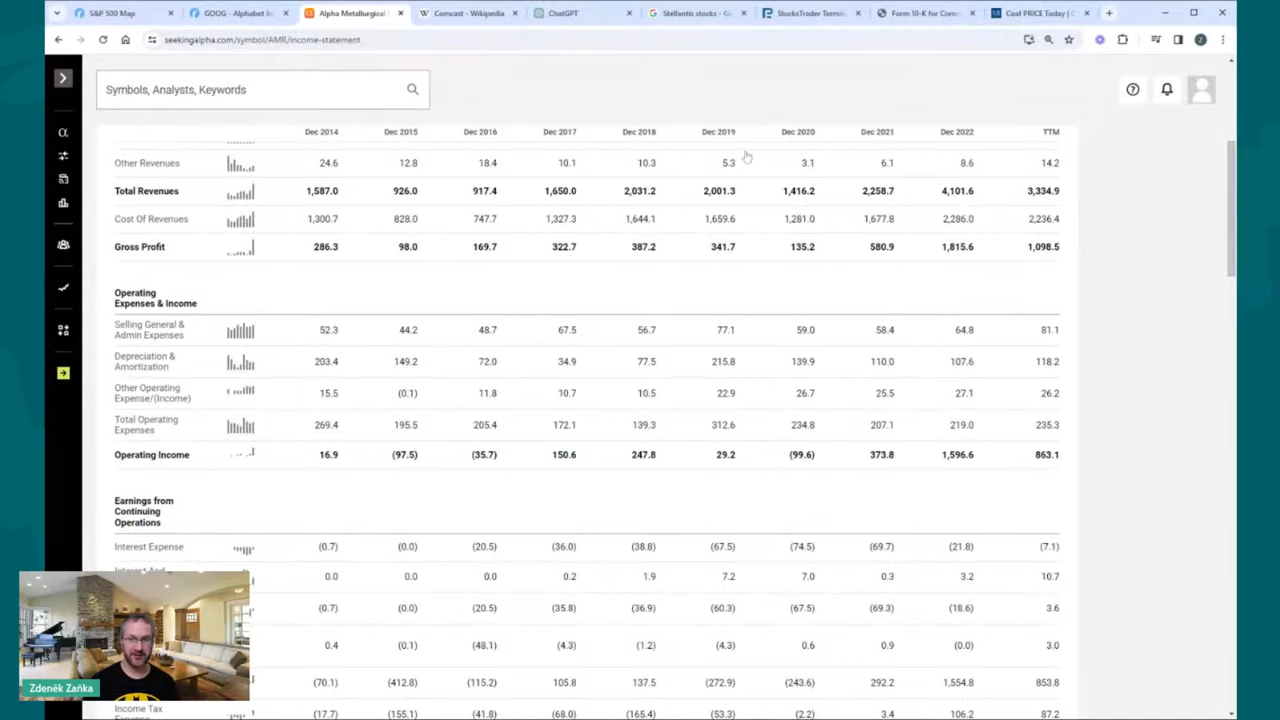 S&P 500 Map
GOOG - Alphabet In
Alpha Metallurgical
Comcast - Wikipedia
ChatGPT
Stellantis stocks - G
StocksTrader Termin
Form 10-K for Com
Coal PRICE Today | C
seekingalpha.com/symbol/AMR/income-statement
Symbols, Analysts, Keywords
Dec 2014 Dec 2015 Dec 2016 Dec 2017 Dec 2018 Dec 2019 Dec 2020 Dec 2021 Dec 2022 TTM
Other Revenues 24.6 12.8 18.4 10.1 10.3 5.3 3.1 6.1 8.6 14.2
Total Revenues 1,587.0 926.0 917.4 1,650.0 2,031.2 2,001.3 1,416.2 2,258.7 4,101.6 3,334.9
Cost Of Revenues 1,300.7 828.0 747.7 1,327.3 1,644.1 1,659.6 1,281.0 1,677.8 2,286.0 2,236.4
Gross Profit 286.3 98.0 169.7 322.7 387.2 341.7 135.2 580.9 1,815.6 1,098.5
Operating
Expenses & Income
Selling General &
Admin Expenses 52.3 44.2 48.7 67.5 56.7 77.1 59.0 58.4 64.8 81.1
Depreciation &
Amortization 203.4 149.2 72.0 34.9 77.5 215.8 139.9 110.0 107.6 118.2
Other Operating
Expense/(Income) 15.5 (0.1) 11.8 10.7 10.5 22.9 26.7 25.5 27.1 26.2
Total Operating
Expenses 269.4 195.5 205.4 172.1 139.3 312.6 234.8 207.1 219.0 235.3
Operating Income 16.9 (97.5) (35.7) 150.6 247.8 29.2 (99.6) 373.8 1,596.6 863.1
Earnings from
Continuing
Operations
Interest Expense (0.7) (0.0) (20.5) (36.0) (38.8) (67.5) (74.5) (69.7) (21.8) (7.1)
Interest And
0.0 0.0 0.0 0.2 1.9 7.2 7.0 0.3 3.2 10.7
(0.7) (0.0) (20.5) (35.8) (36.9) (60.3) (67.5) (69.3) (18.6) 3.6
0.4 (0.1) (48.1) (4.3) (1.2) (4.3) 0.6 0.9 (0.0) 3.0
(70.1) (412.8) (115.2) 105.8 137.5 (272.9) (243.6) 292.2 1,554.8 853.8
Income Tax
(17.7) (155.1) (41.8) (68.0) (165.4) (53.3) (2.2) 3.4 106.2 87.2
Zdeněk Zaňka